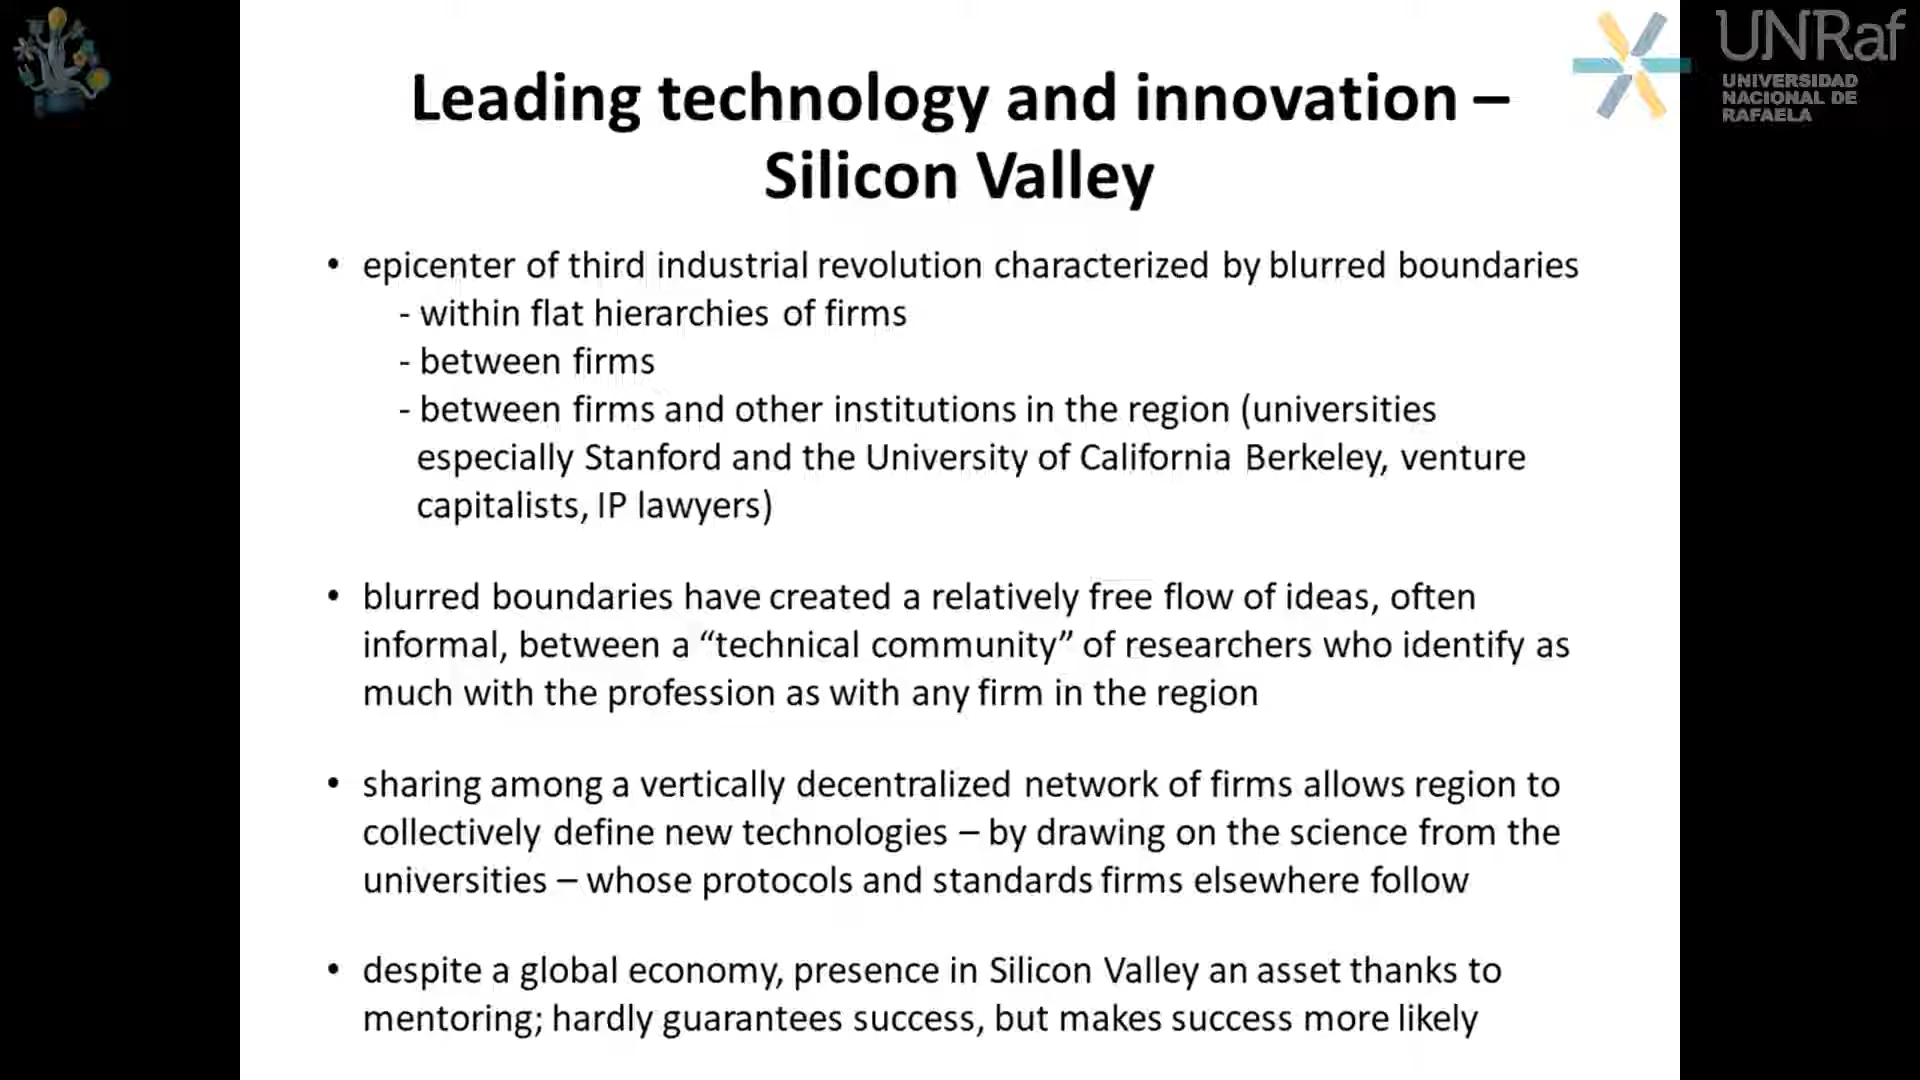 Leading technology and innovation –
Silicon Valley
• epicenter of third industrial revolution characterized by blurred boundaries
- within flat hierarchies of firms
- between firms
- between firms and other institutions in the region (universities
especially Stanford and the University of California Berkeley, venture
capitalists, IP lawyers)
• blurred boundaries have created a relatively free flow of ideas, often
informal, between a “technical community” of researchers who identify as
much with the profession as with any firm in the region
• sharing among a vertically decentralized network of firms allows region to
collectively define new technologies – by drawing on the science from the
universities – whose protocols and standards firms elsewhere follow
• despite a global economy, presence in Silicon Valley an asset thanks to
mentoring; hardly guarantees success, but makes success more likely
UNRaf
UNIVERSIDAD
NACIONAL DE
RAFAELA